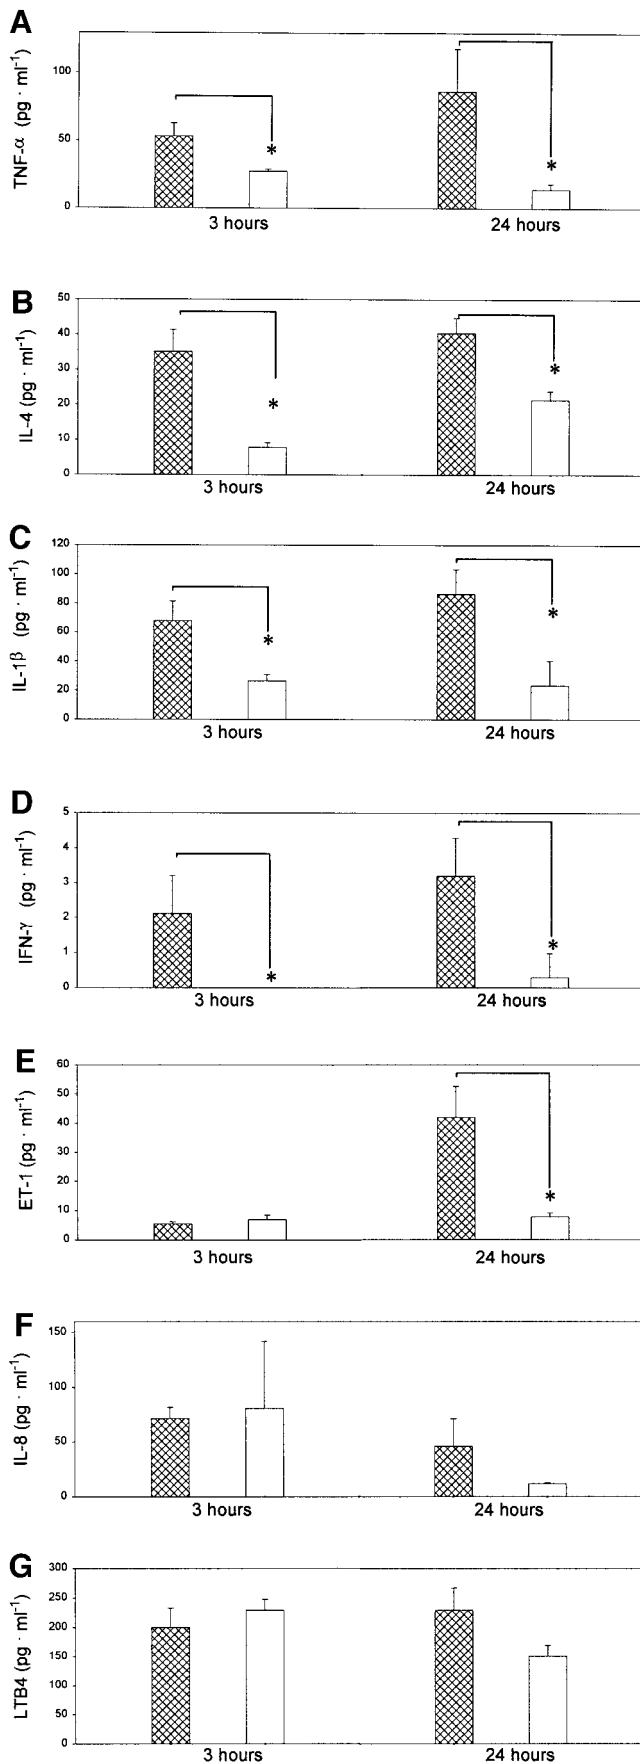 A
TNF-α (pg · ml⁻¹)
100
50
0
*
*
3 hours
24 hours
B
IL-4 (pg · ml⁻¹)
50
40
30
20
10
0
*
*
3 hours
24 hours
C
IL-1β (pg · ml⁻¹)
120
100
80
60
40
20
0
*
*
3 hours
24 hours
D
IFN-γ (pg · ml⁻¹)
5
4
3
2
1
0
*
*
3 hours
24 hours
E
ET-1 (pg · ml⁻¹)
60
50
40
30
20
10
0
*
3 hours
24 hours
F
IL-8 (pg · ml⁻¹)
150
100
50
0
3 hours
24 hours
G
LTB4 (pg · ml⁻¹)
300
250
200
150
100
50
0
3 hours
24 hours